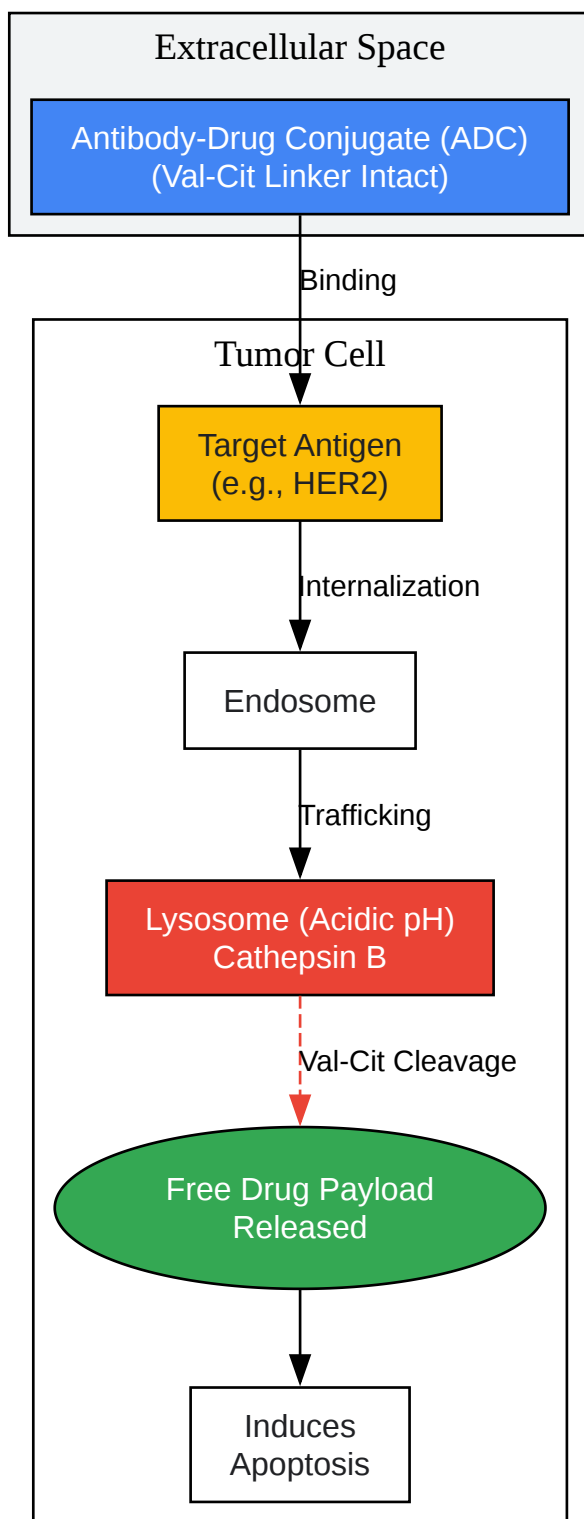 Extracellular Space
Antibody-Drug Conjugate (ADC)
(Val-Cit Linker Intact)
Binding
Tumor Cell
Target Antigen
(e.g., HER2)
Internalization
Endosome
Trafficking
Lysosome (Acidic pH)
Cathepsin B
Val-Cit Cleavage
Free Drug Payload
Released
Induces
Apoptosis